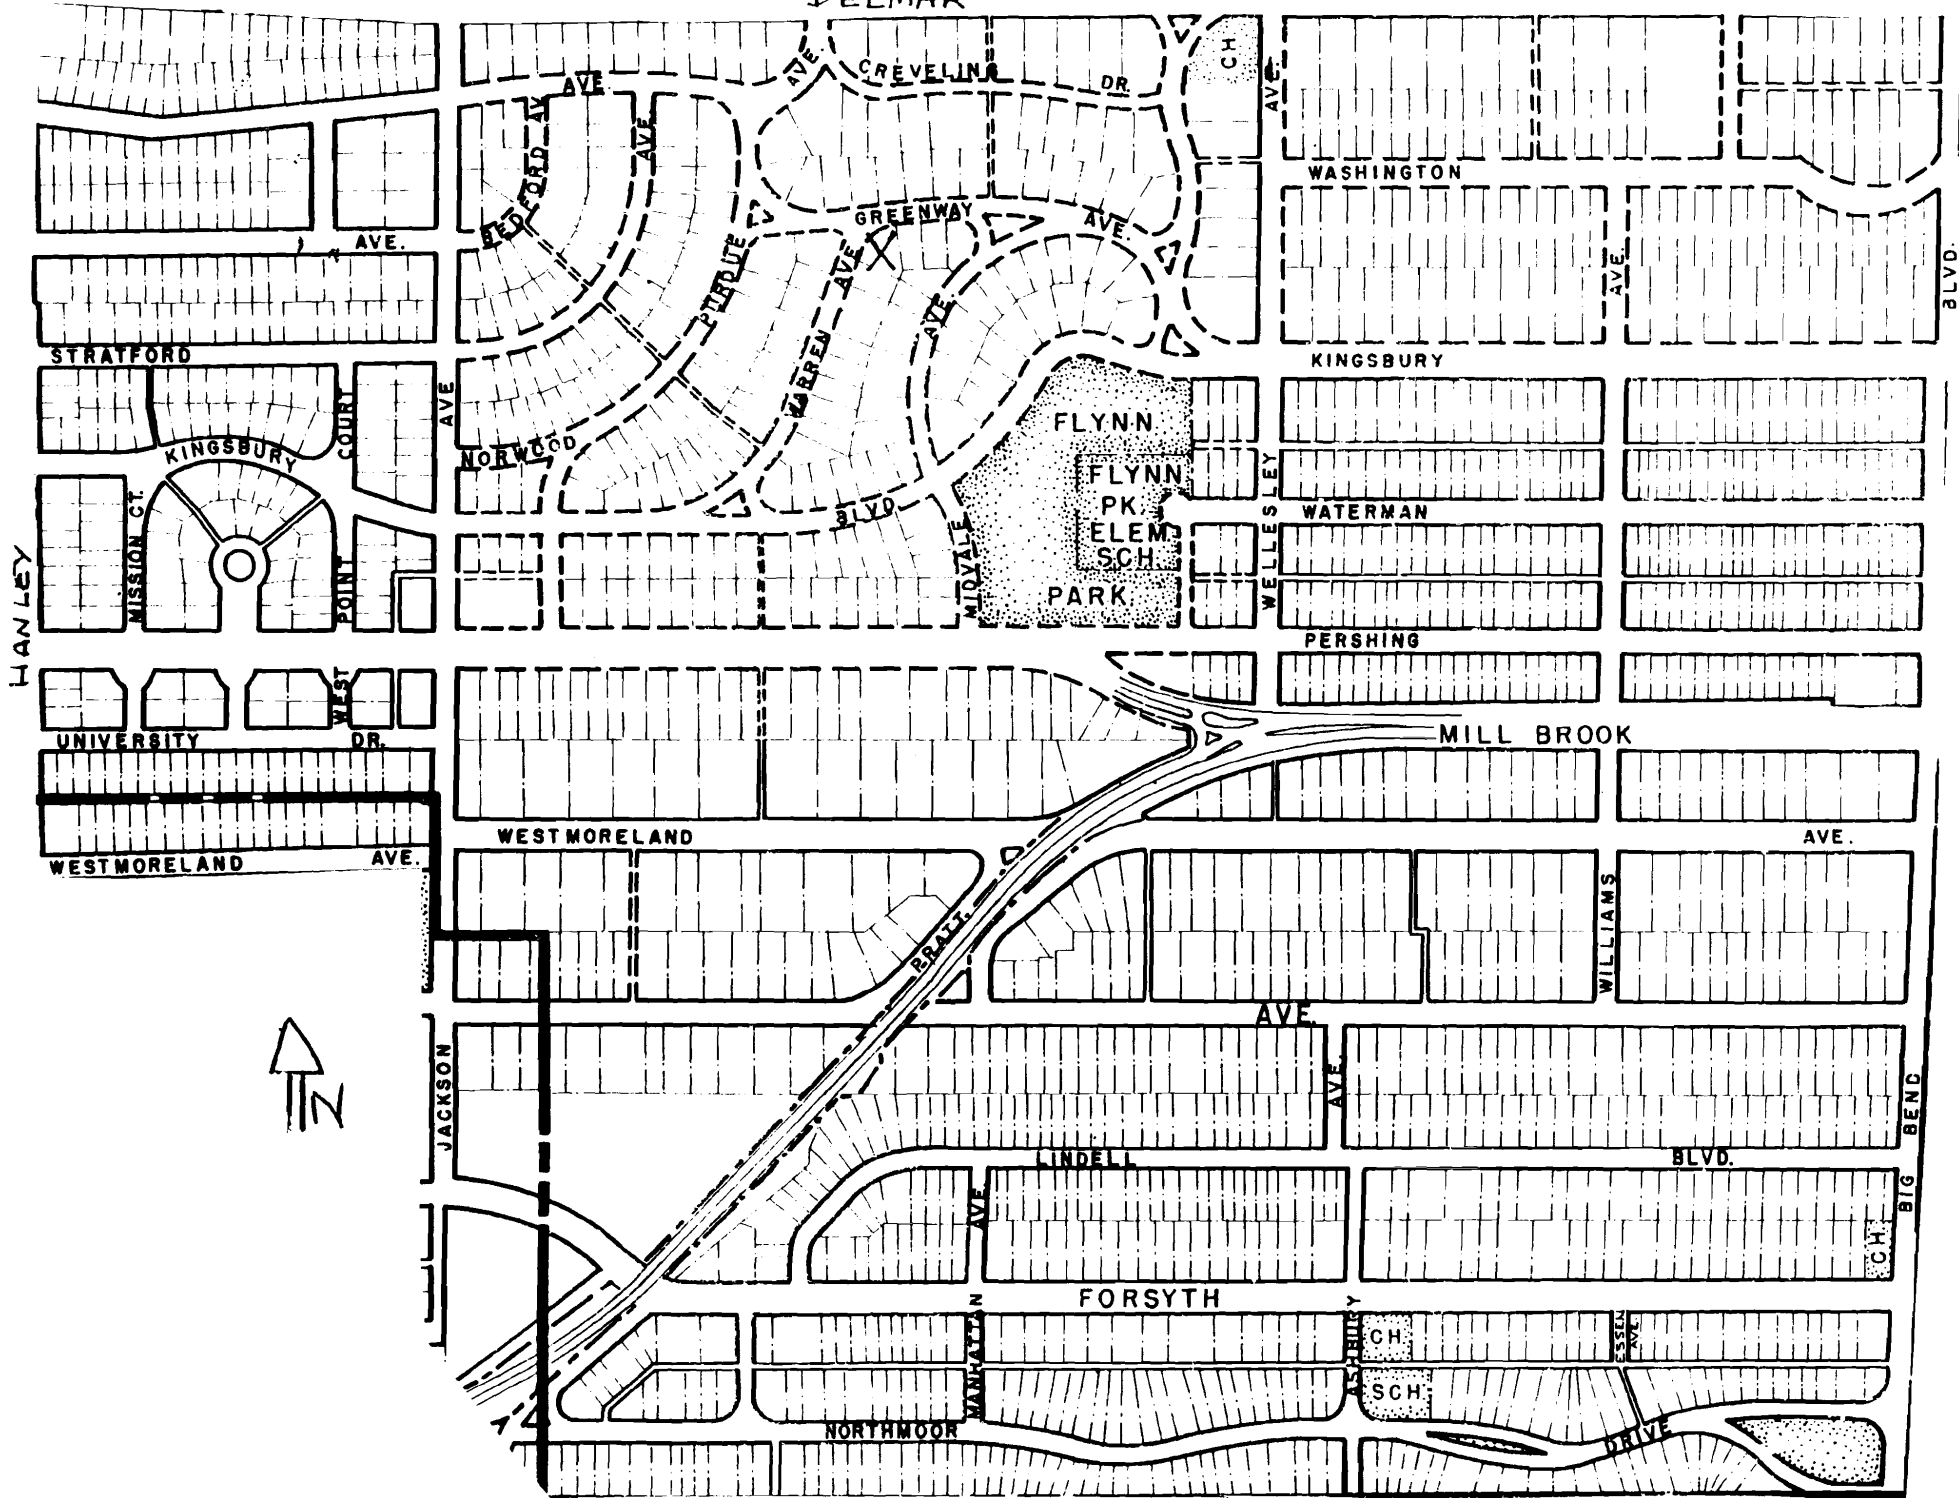 DELMAR
CH
AVE.
CREVELING
DR.
AVE
BEDFORD AV.
AVE
AVE.
WASHINGTON
GREENWAY
AVE.
AVE.
X
PURDUE
AVE
WARREN
AVE.
AVE.
BLVD.
STRATFORD
KINGSBURY
COURT
AVE
FLYNN
NORWOOD
KINGSBURY
FLYNN
PK.
ELEM.
SCH.
PARK
WELLESLEY
WATERMAN
BLVD.
MISSION CT.
MIDVALE
HANLEY
POINT
PERSHING
WEST
UNIVERSITY
DR.
MILL BROOK
WESTMORELAND
AVE.
WESTMORELAND
AVE.
WILLIAMS
PRATT
AVE.
N
JACKSON
AVE.
BEND
LINDELL
BLVD.
AVE
BIG
CH.
FORSYTH
MANHATTAN
ASHBURY
CH.
ESSEN
AVE.
SCH.
NORTHMOOR
DRIVE